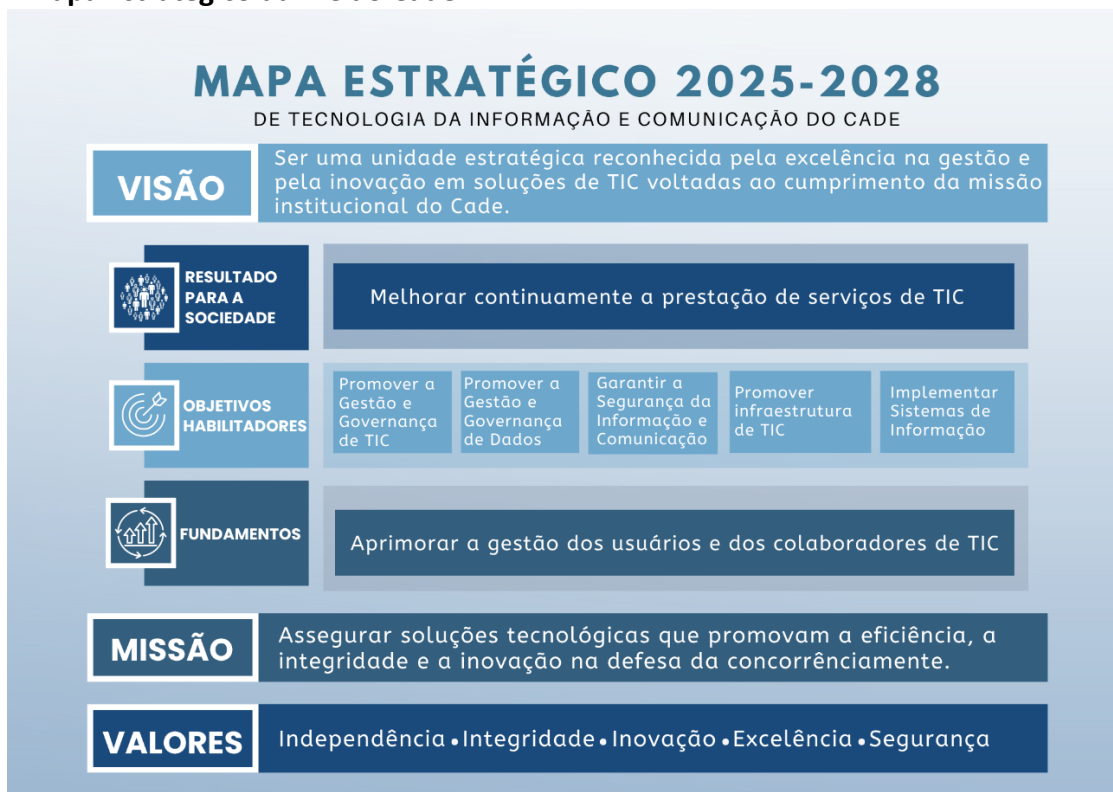 MAPA ESTRATÉGICO 2025-2028
DE TECNOLOGIA DA INFORMAÇÃO E COMUNICAÇÃO DO CADE
VISÃO
Ser uma unidade estratégica reconhecida pela excelência na gestão e
pela inovação em soluções de TIC voltadas ao cumprimento da missão
institucional do Cade.
RESULTADO
PARA A
SOCIEDADE
Melhorar continuamente a prestação de serviços de TIC
OBJETIVOS
HABILITADORES
Promover a
Gestão e
Governança
de TIC
Promover a
Gestão e
Governança
de Dados
Garantir a
Segurança da
Informação e
Comunicação
Promover
infraestrutura
de TIC
Implementar
Sistemas de
Informação
FUNDAMENTOS
Aprimorar a gestão dos usuários e dos colaboradores de TIC
MISSÃO
Assegurar soluções tecnológicas que promovam a eficiência, a
integridade e a inovação na defesa da concorrênciamente.
VALORES
Independência • Integridade • Inovação • Excelência • Segurança